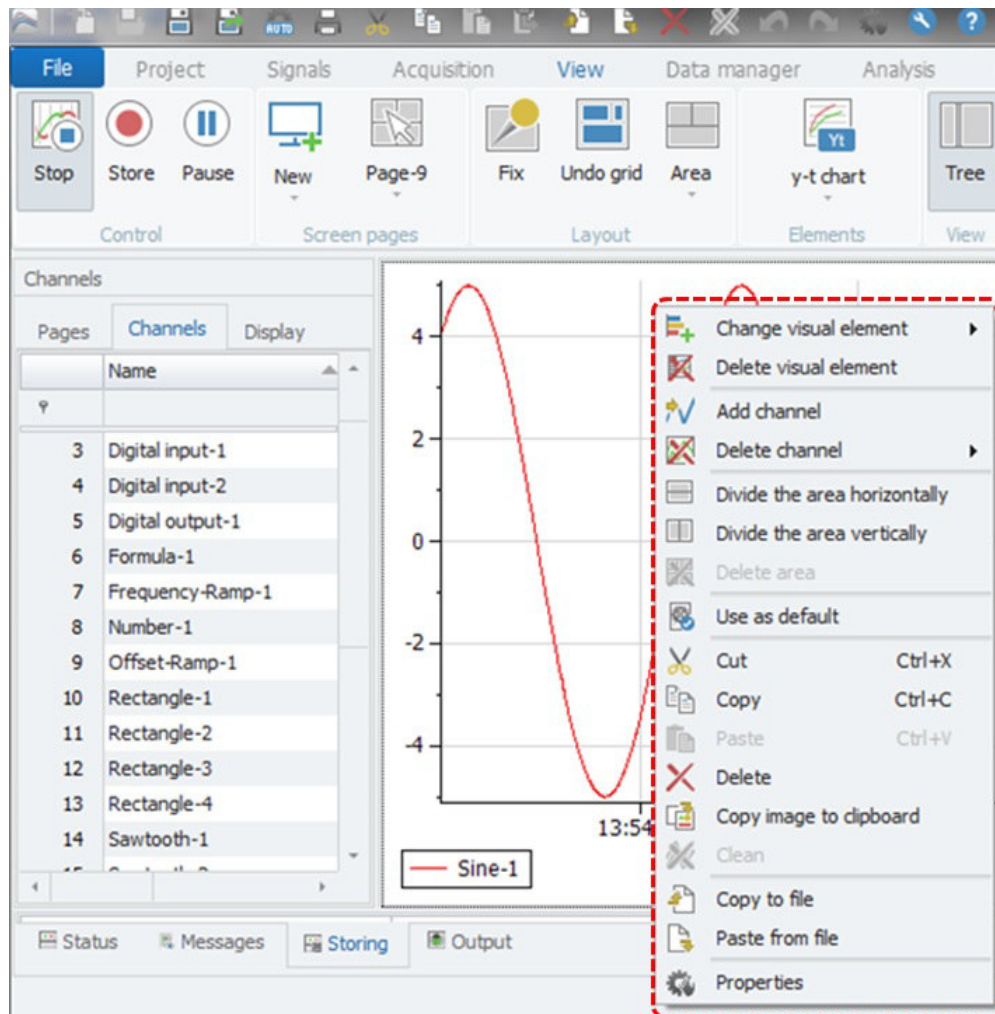 AUTO
?
File Project Signals Acquisition View Data manager Analysis
Yt
Stop Store Pause New Page-9 Fix Undo grid Area y-t chart Tree
Control Screen pages Layout Elements View
Channels
Pages Channels Display
Name
3 Digital input-1
4 Digital input-2
5 Digital output-1
6 Formula-1
7 Frequency-Ramp-1
8 Number-1
9 Offset-Ramp-1
10 Rectangle-1
11 Rectangle-2
12 Rectangle-3
13 Rectangle-4
14 Sawtooth-1
4
2
0
-2
-4
13:54
Sine-1
Change visual element
Delete visual element
Add channel
Delete channel
Divide the area horizontally
Divide the area vertically
Delete area
Use as default
Cut Ctrl+X
Copy Ctrl+C
Paste Ctrl+V
Delete
Copy image to clipboard
Clean
Copy to file
Paste from file
Properties
Status Messages Storing Output